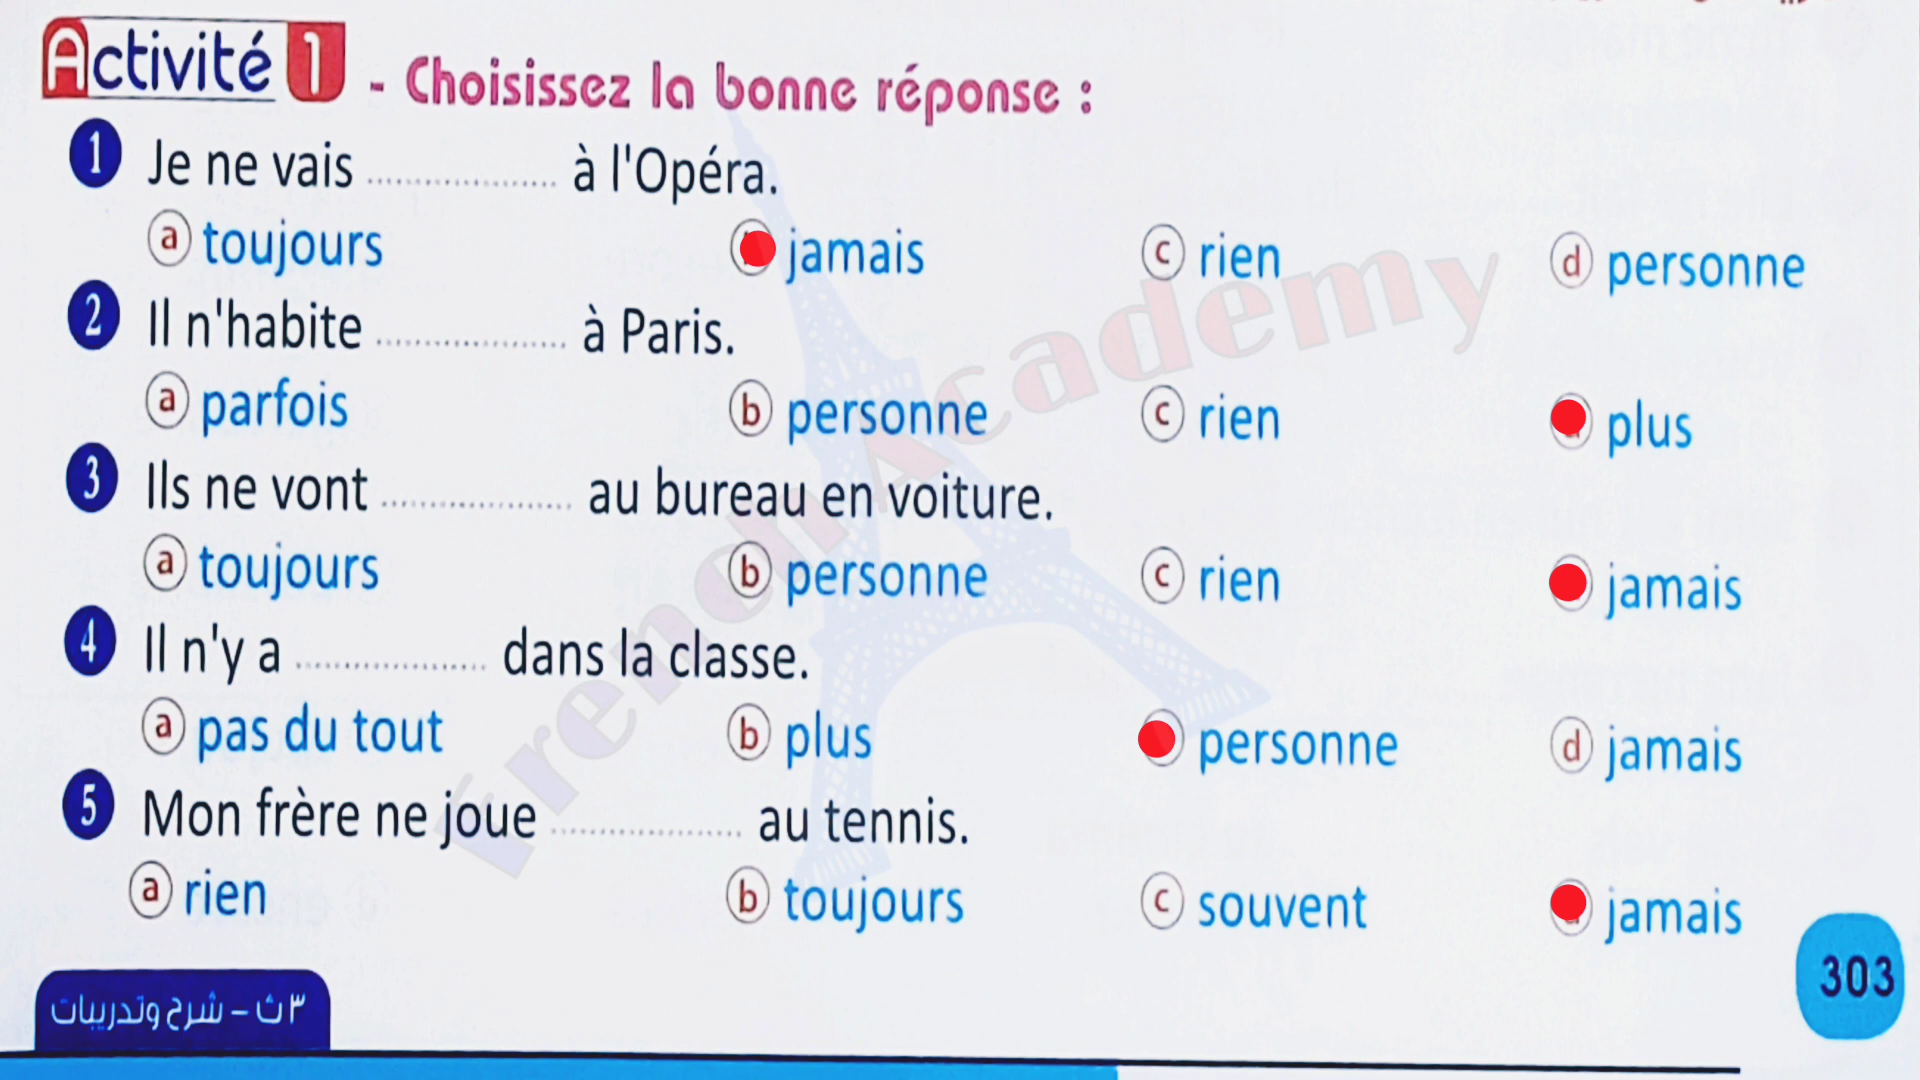 Activité 1 - Choisissez la bonne réponse :
1 Je ne vais .................. à l'Opéra.
a toujours jamais c rien d personne
2 Il n'habite .................. à Paris.
a parfois b personne c rien plus
3 Ils ne vont .................. au bureau en voiture.
a toujours b personne c rien jamais
4 Il n'y a .................. dans la classe.
a pas du tout b plus personne d jamais
5 Mon frère ne joue .................. au tennis.
a rien b toujours c souvent jamais
French Academy
303
٣ ث – شرح وتدريبات